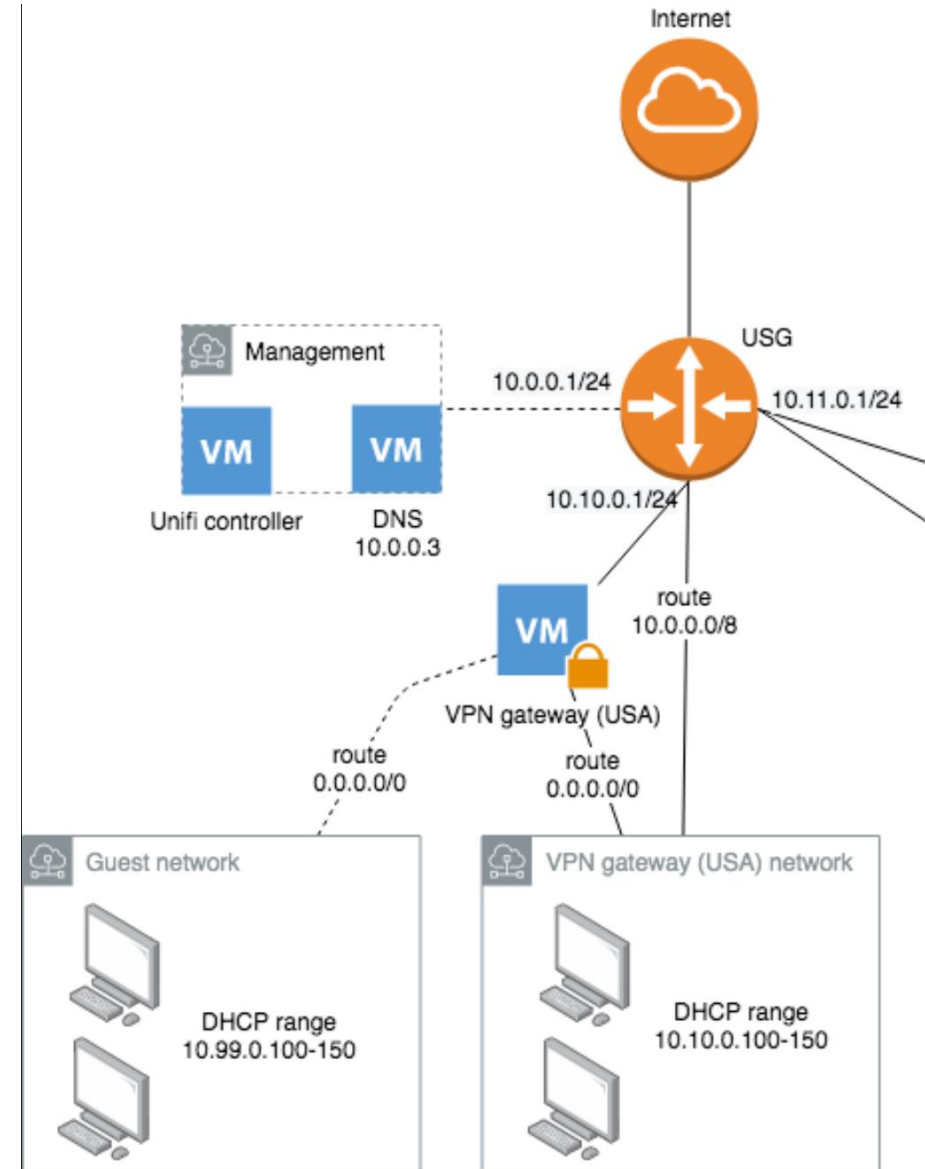 Internet
USG
Management
10.0.0.1/24
10.11.0.1/24
VM
VM
Unifi controller
DNS
10.0.0.3
10.10.0.1/24
VM
route
10.0.0.0/8
VPN gateway (USA)
route
0.0.0.0/0
route
0.0.0.0/0
Guest network
VPN gateway (USA) network
DHCP range
10.99.0.100-150
DHCP range
10.10.0.100-150